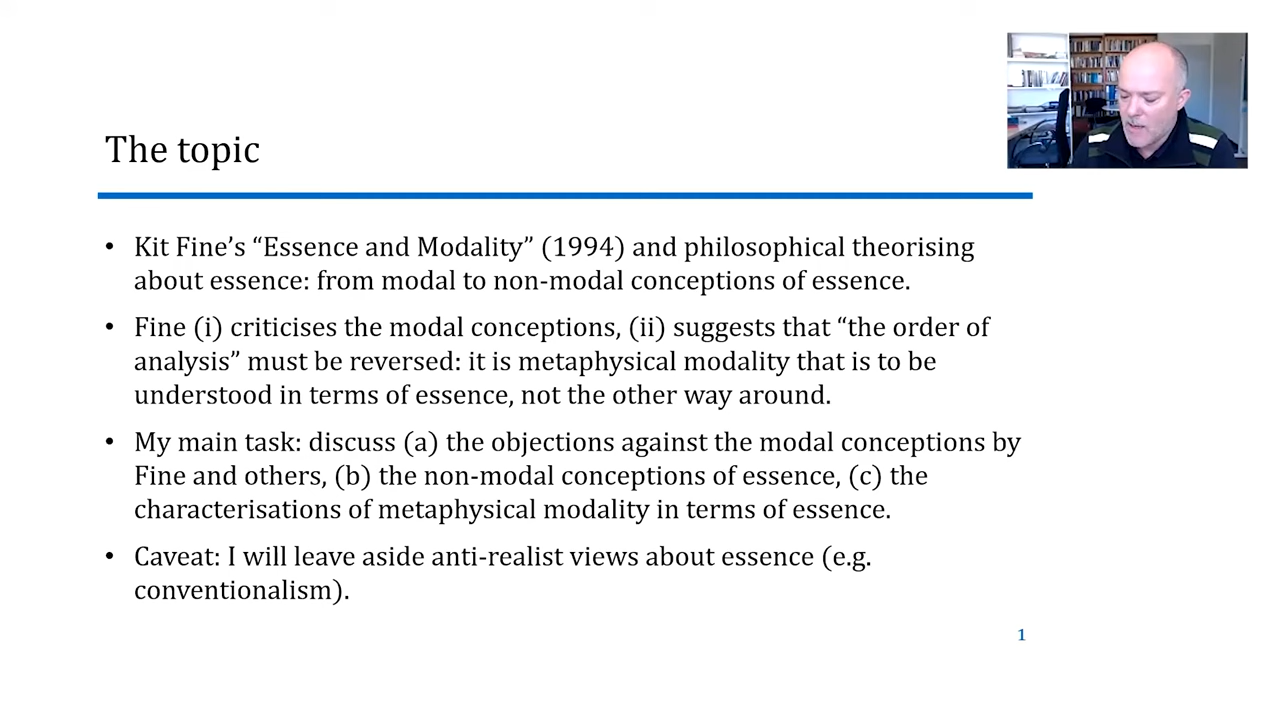 The topic
• Kit Fine’s “Essence and Modality” (1994) and philosophical theorising
about essence: from modal to non-modal conceptions of essence.
• Fine (i) criticises the modal conceptions, (ii) suggests that “the order of
analysis” must be reversed: it is metaphysical modality that is to be
understood in terms of essence, not the other way around.
• My main task: discuss (a) the objections against the modal conceptions by
Fine and others, (b) the non-modal conceptions of essence, (c) the
characterisations of metaphysical modality in terms of essence.
• Caveat: I will leave aside anti-realist views about essence (e.g.
conventionalism).
1